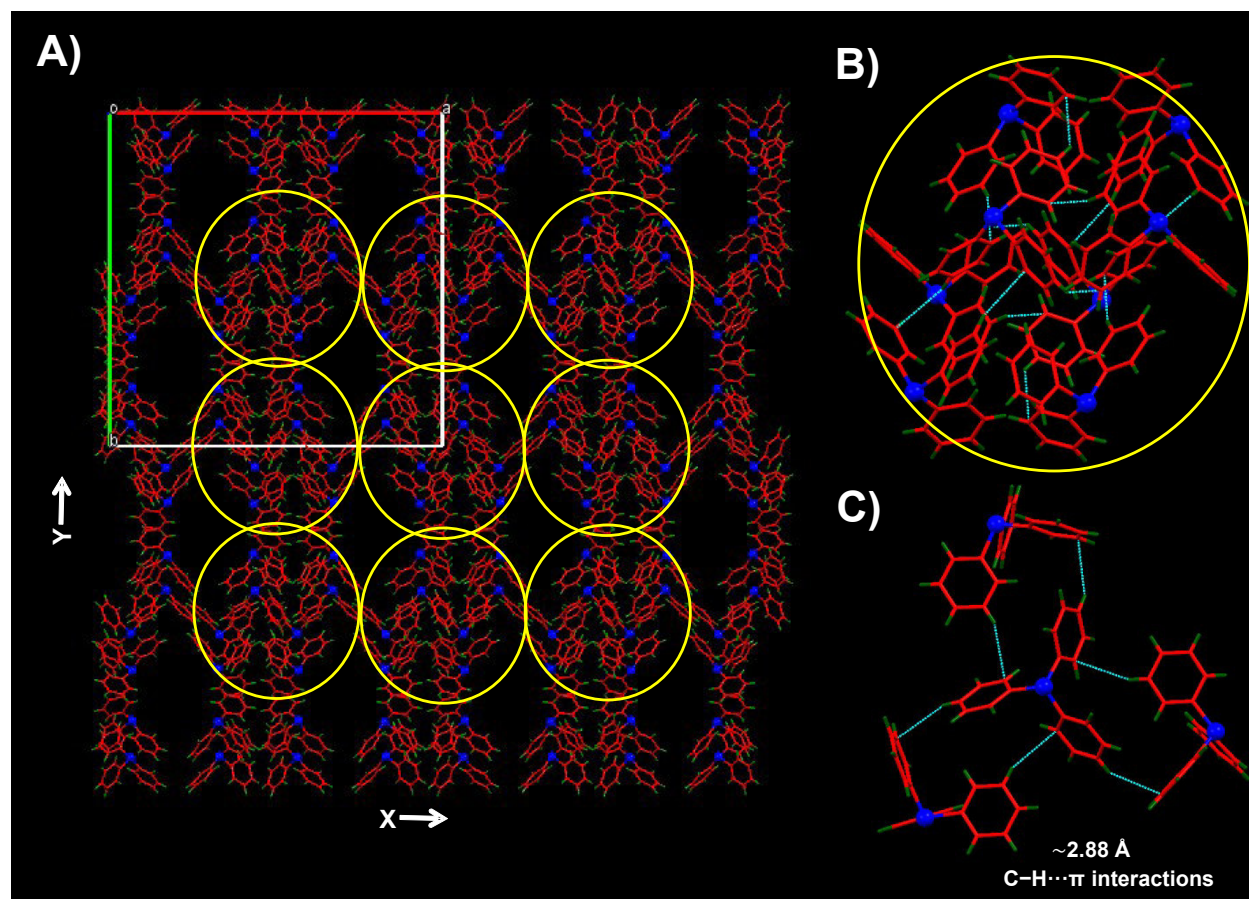 A)
o
a
b
Y
X
B)
C)
~2.88 Å
C–H···π interactions